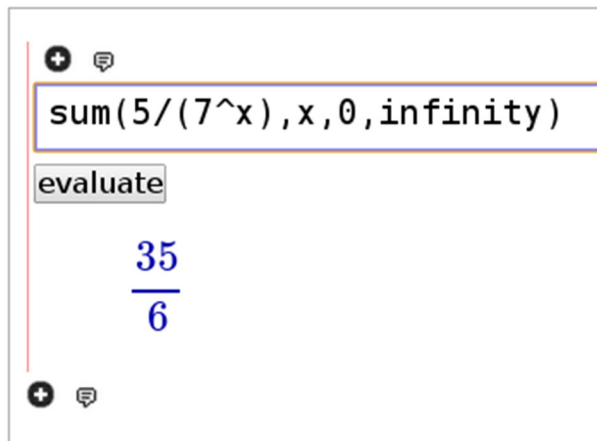 sum(5/(7^x),x,0,infinity)
evaluate
35
6